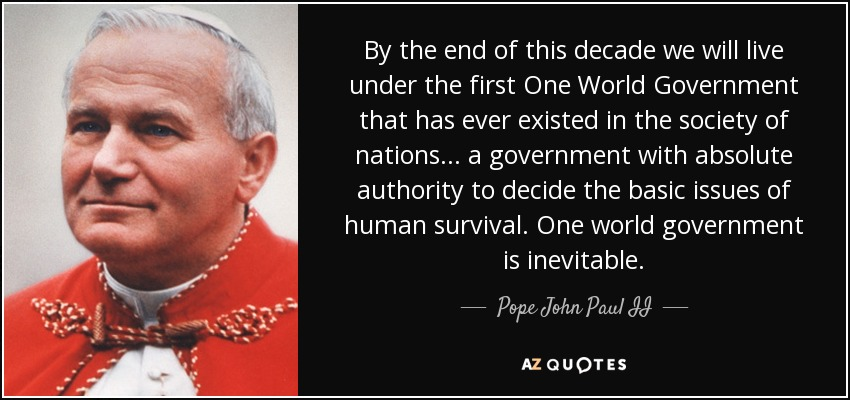 By the end of this decade we will live
under the first One World Government
that has ever existed in the society of
nations... a government with absolute
authority to decide the basic issues of
human survival. One world government
is inevitable.
Pope John Paul II
AZ QUOTES